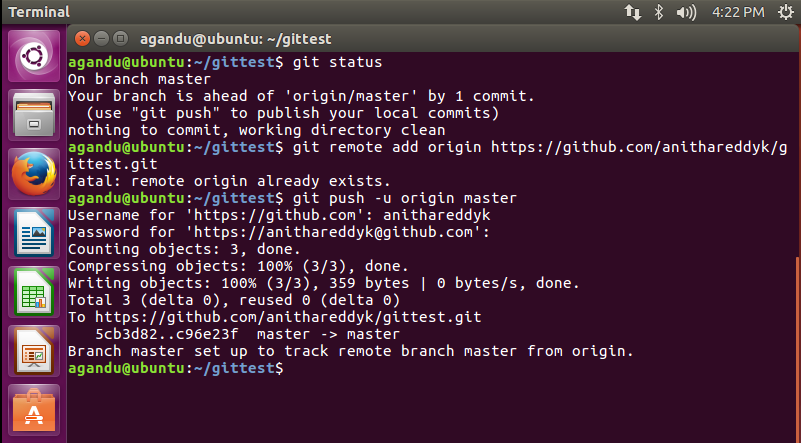 Terminal
4:22 PM
agandu@ubuntu: ~/gittest
agandu@ubuntu:~/gittest$ git status
On branch master
Your branch is ahead of 'origin/master' by 1 commit.
  (use "git push" to publish your local commits)
nothing to commit, working directory clean
agandu@ubuntu:~/gittest$ git remote add origin https://github.com/anithareddyk/g
ittest.git
fatal: remote origin already exists.
agandu@ubuntu:~/gittest$ git push -u origin master
Username for 'https://github.com': anithareddyk
Password for 'https://anithareddyk@github.com':
Counting objects: 3, done.
Compressing objects: 100% (3/3), done.
Writing objects: 100% (3/3), 359 bytes | 0 bytes/s, done.
Total 3 (delta 0), reused 0 (delta 0)
To https://github.com/anithareddyk/gittest.git
   5cb3d82..c96e23f  master -> master
Branch master set up to track remote branch master from origin.
agandu@ubuntu:~/gittest$